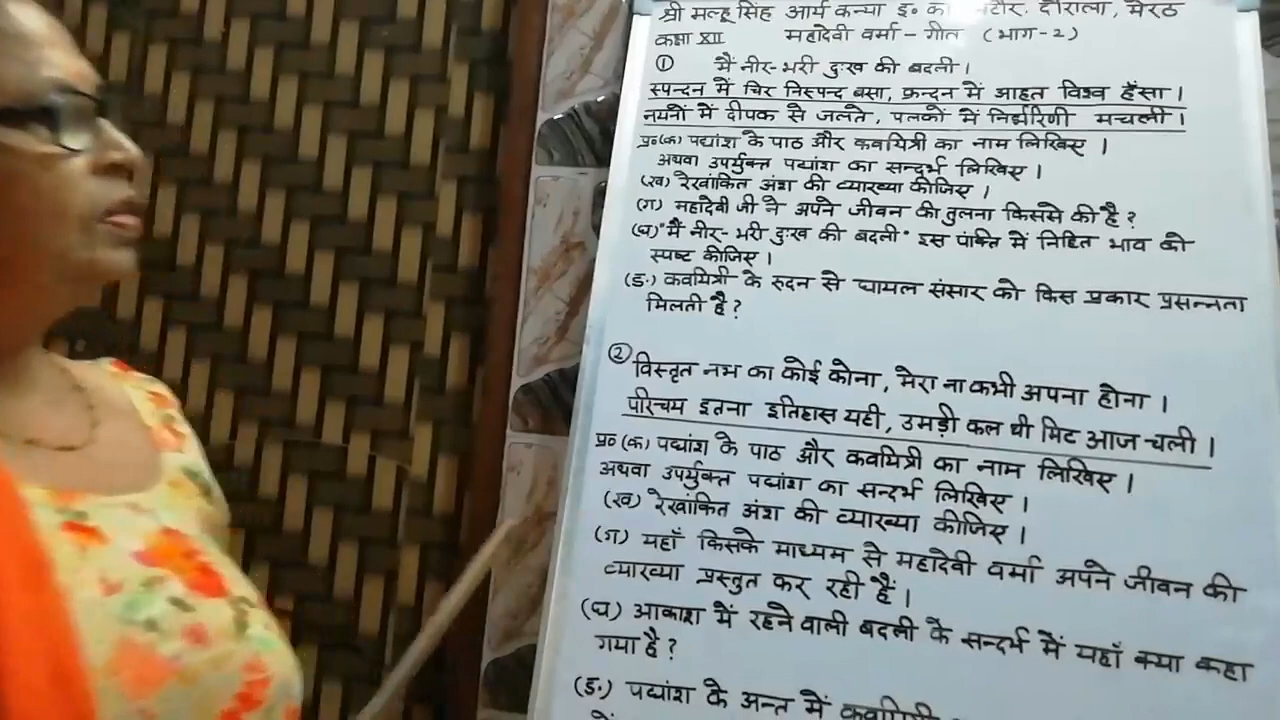 श्री मल्हू सिंह आर्य कन्या इ० का मटौर, दौराला, मेरठ
कक्षा XII महादेवी वर्मा - गीत (भाग-2)
① मैं नीर-भरी दुःख की बदली।
स्पन्दन में चिर निस्पन्द बसा, क्रन्दन में आहत विश्व हँसा।
नयनों में दीपक से जलते, पलकों में निर्झरिणी मचली।
प्र०(क) पद्यांश के पाठ और कवयित्री का नाम लिखिए।
अथवा उपर्युक्त पद्यांश का सन्दर्भ लिखिए।
(ख) रेखांकित अंश की व्याख्या कीजिए।
(ग) महादेवी जी ने अपने जीवन की तुलना किससे की है?
(घ) "मैं नीर-भरी दुःख की बदली" इस पंक्ति में निहित भाव को
स्पष्ट कीजिए।
(ङ) कवयित्री के रुदन से घायल संसार को किस प्रकार प्रसन्नता
मिलती है?
② विस्तृत नभ का कोई कोना, मेरा ना कभी अपना होना।
परिचय इतना इतिहास यही, उमड़ी कल थी मिट आज चली।
प्र० (क) पद्यांश के पाठ और कवयित्री का नाम लिखिए।
अथवा उपर्युक्त पद्यांश का सन्दर्भ लिखिए।
(ख) रेखांकित अंश की व्याख्या कीजिए।
(ग) यहाँ किसके माध्यम से महादेवी वर्मा अपने जीवन की
व्याख्या प्रस्तुत कर रही हैं।
(घ) आकाश में रहने वाली बदली के सन्दर्भ में यहाँ क्या कहा
गया है?
(ङ) पद्यांश के अन्त में कवयित्री